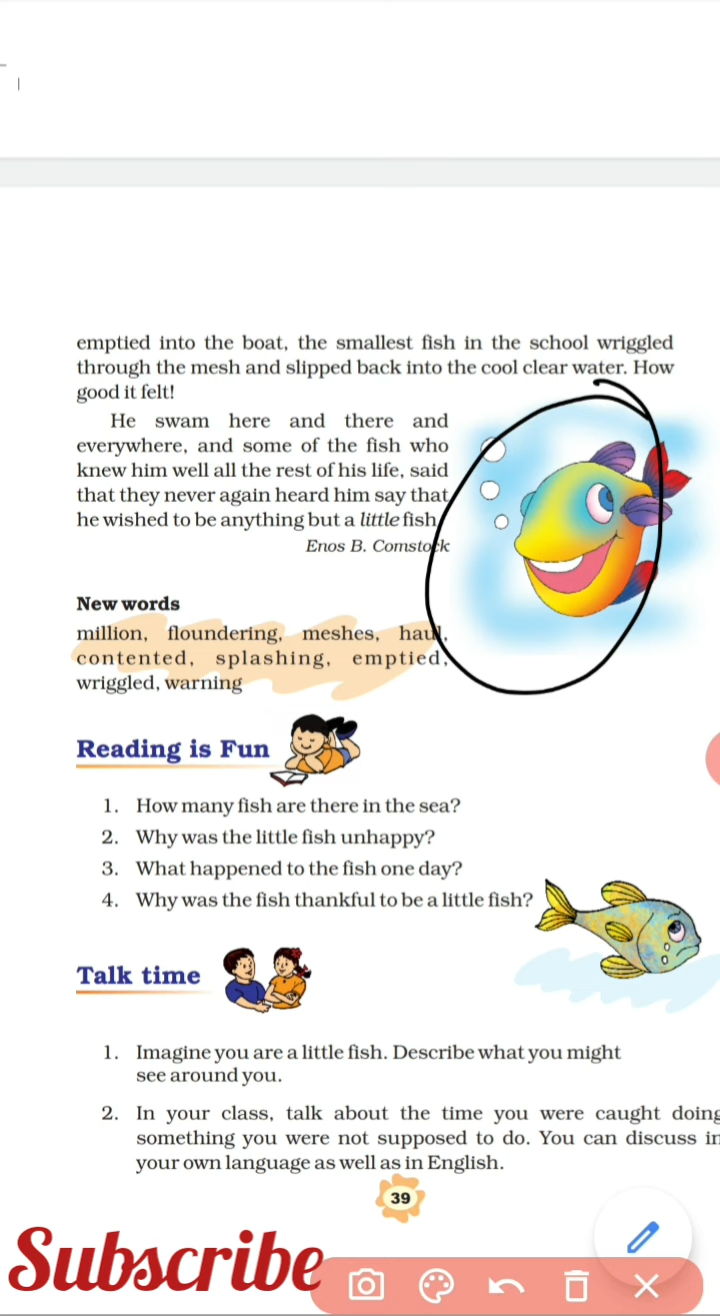 emptied into the boat, the smallest fish in the school wriggled
through the mesh and slipped back into the cool clear water. How
good it felt!
He swam here and there and
everywhere, and some of the fish who
knew him well all the rest of his life, said
that they never again heard him say that
he wished to be anything but a little fish
Enos B. Comstock
New words
million, floundering, meshes, haul,
contented, splashing, emptied,
wriggled, warning
Reading is Fun
1. How many fish are there in the sea?
2. Why was the little fish unhappy?
3. What happened to the fish one day?
4. Why was the fish thankful to be a little fish?
Talk time
1. Imagine you are a little fish. Describe what you might
see around you.
2. In your class, talk about the time you were caught doing
something you were not supposed to do. You can discuss in
your own language as well as in English.
39
Subscribe